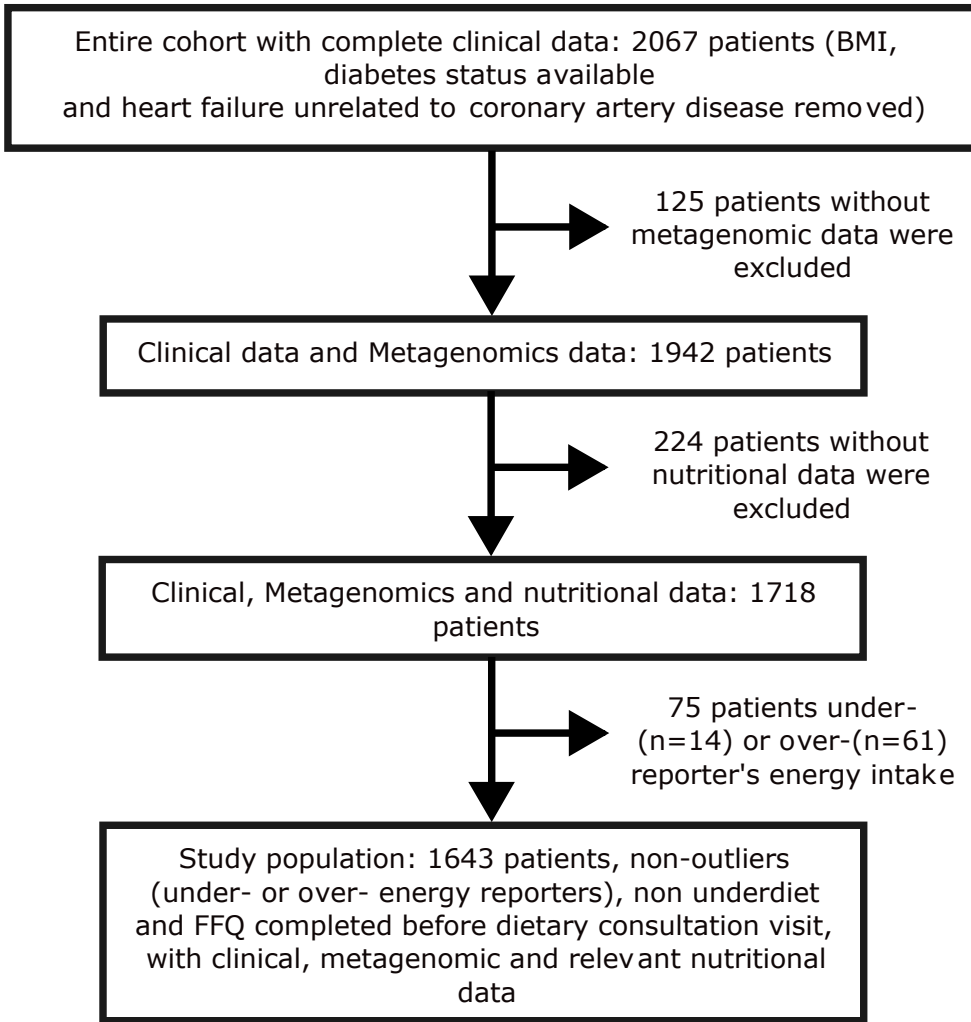 Entire cohort with complete clinical data: 2067 patients (BMI,
diabetes status available
and heart failure unrelated to coronary artery disease removed)
125 patients without
metagenomic data were
excluded
Clinical data and Metagenomics data: 1942 patients
224 patients without
nutritional data were
excluded
Clinical, Metagenomics and nutritional data: 1718
patients
75 patients under-
(n=14) or over-(n=61)
reporter's energy intake
Study population: 1643 patients, non-outliers
(under- or over- energy reporters), non underdiet
and FFQ completed before dietary consultation visit,
with clinical, metagenomic and relevant nutritional
data